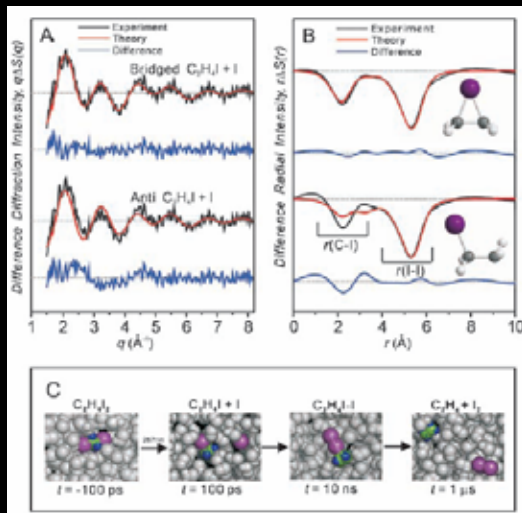 A
Experiment
Theory
Difference
Bridged C₂H₄I + I
Anti C₂H₄I + I
Difference Diffraction Intensity, qΔS(q)
1 2 3 4 5 6 7 8
q (Å⁻¹)
B
Experiment
Theory
Difference
r(C-I)
r(I-I)
Difference Radial Intensity, rΔS(r)
0 2 4 6 8 10
r (Å)
C
C₂H₄I₂
C₂H₄I + I
C₂H₄I-I
C₂H₄ + I₂
t = -100 ps
t = 100 ps
t = 10 ns
t = 1 μs